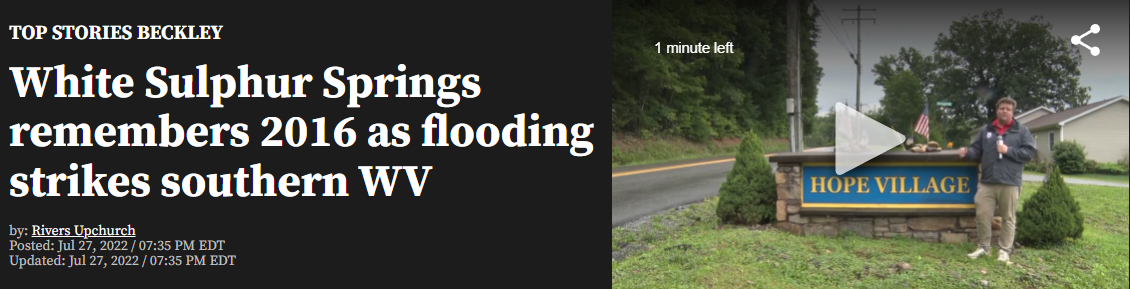 TOP STORIES BECKLEY
White Sulphur Springs
remembers 2016 as flooding
strikes southern WV
by: Rivers Upchurch
Posted: Jul 27, 2022 / 07:35 PM EDT
Updated: Jul 27, 2022 / 07:35 PM EDT
1 minute left
HOPE VILLAGE